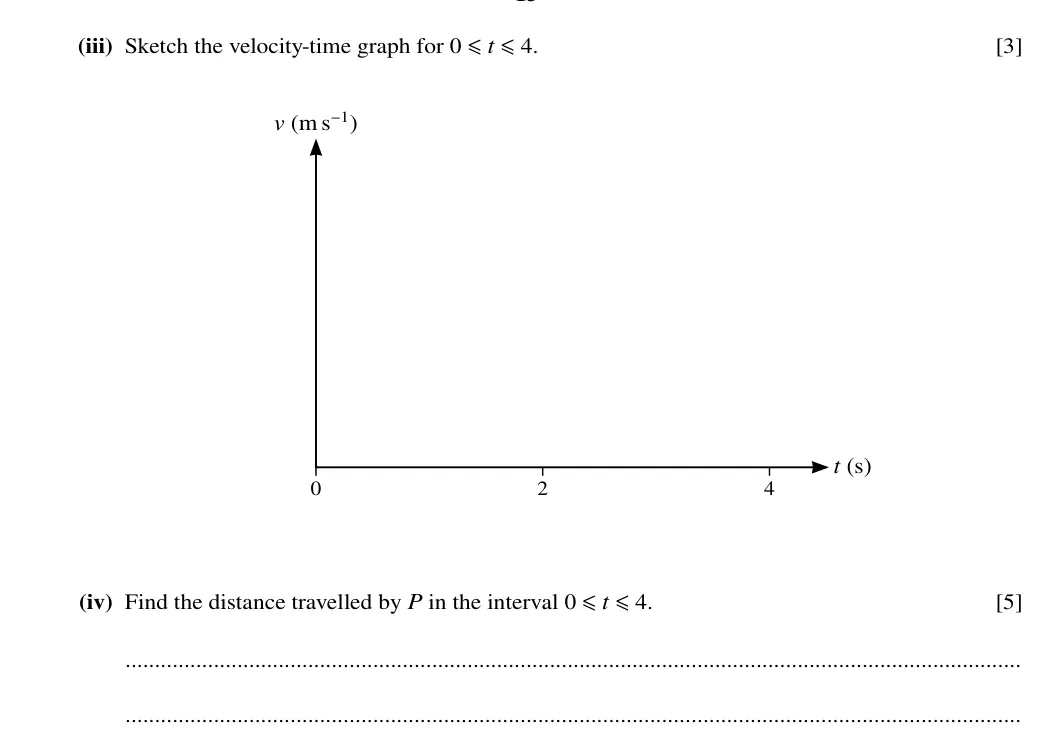 (iii) Sketch the velocity-time graph for 0 ⩽ t ⩽ 4. [3]
v (m s⁻¹)
t (s)
0 2 4
(iv) Find the distance travelled by P in the interval 0 ⩽ t ⩽ 4. [5]